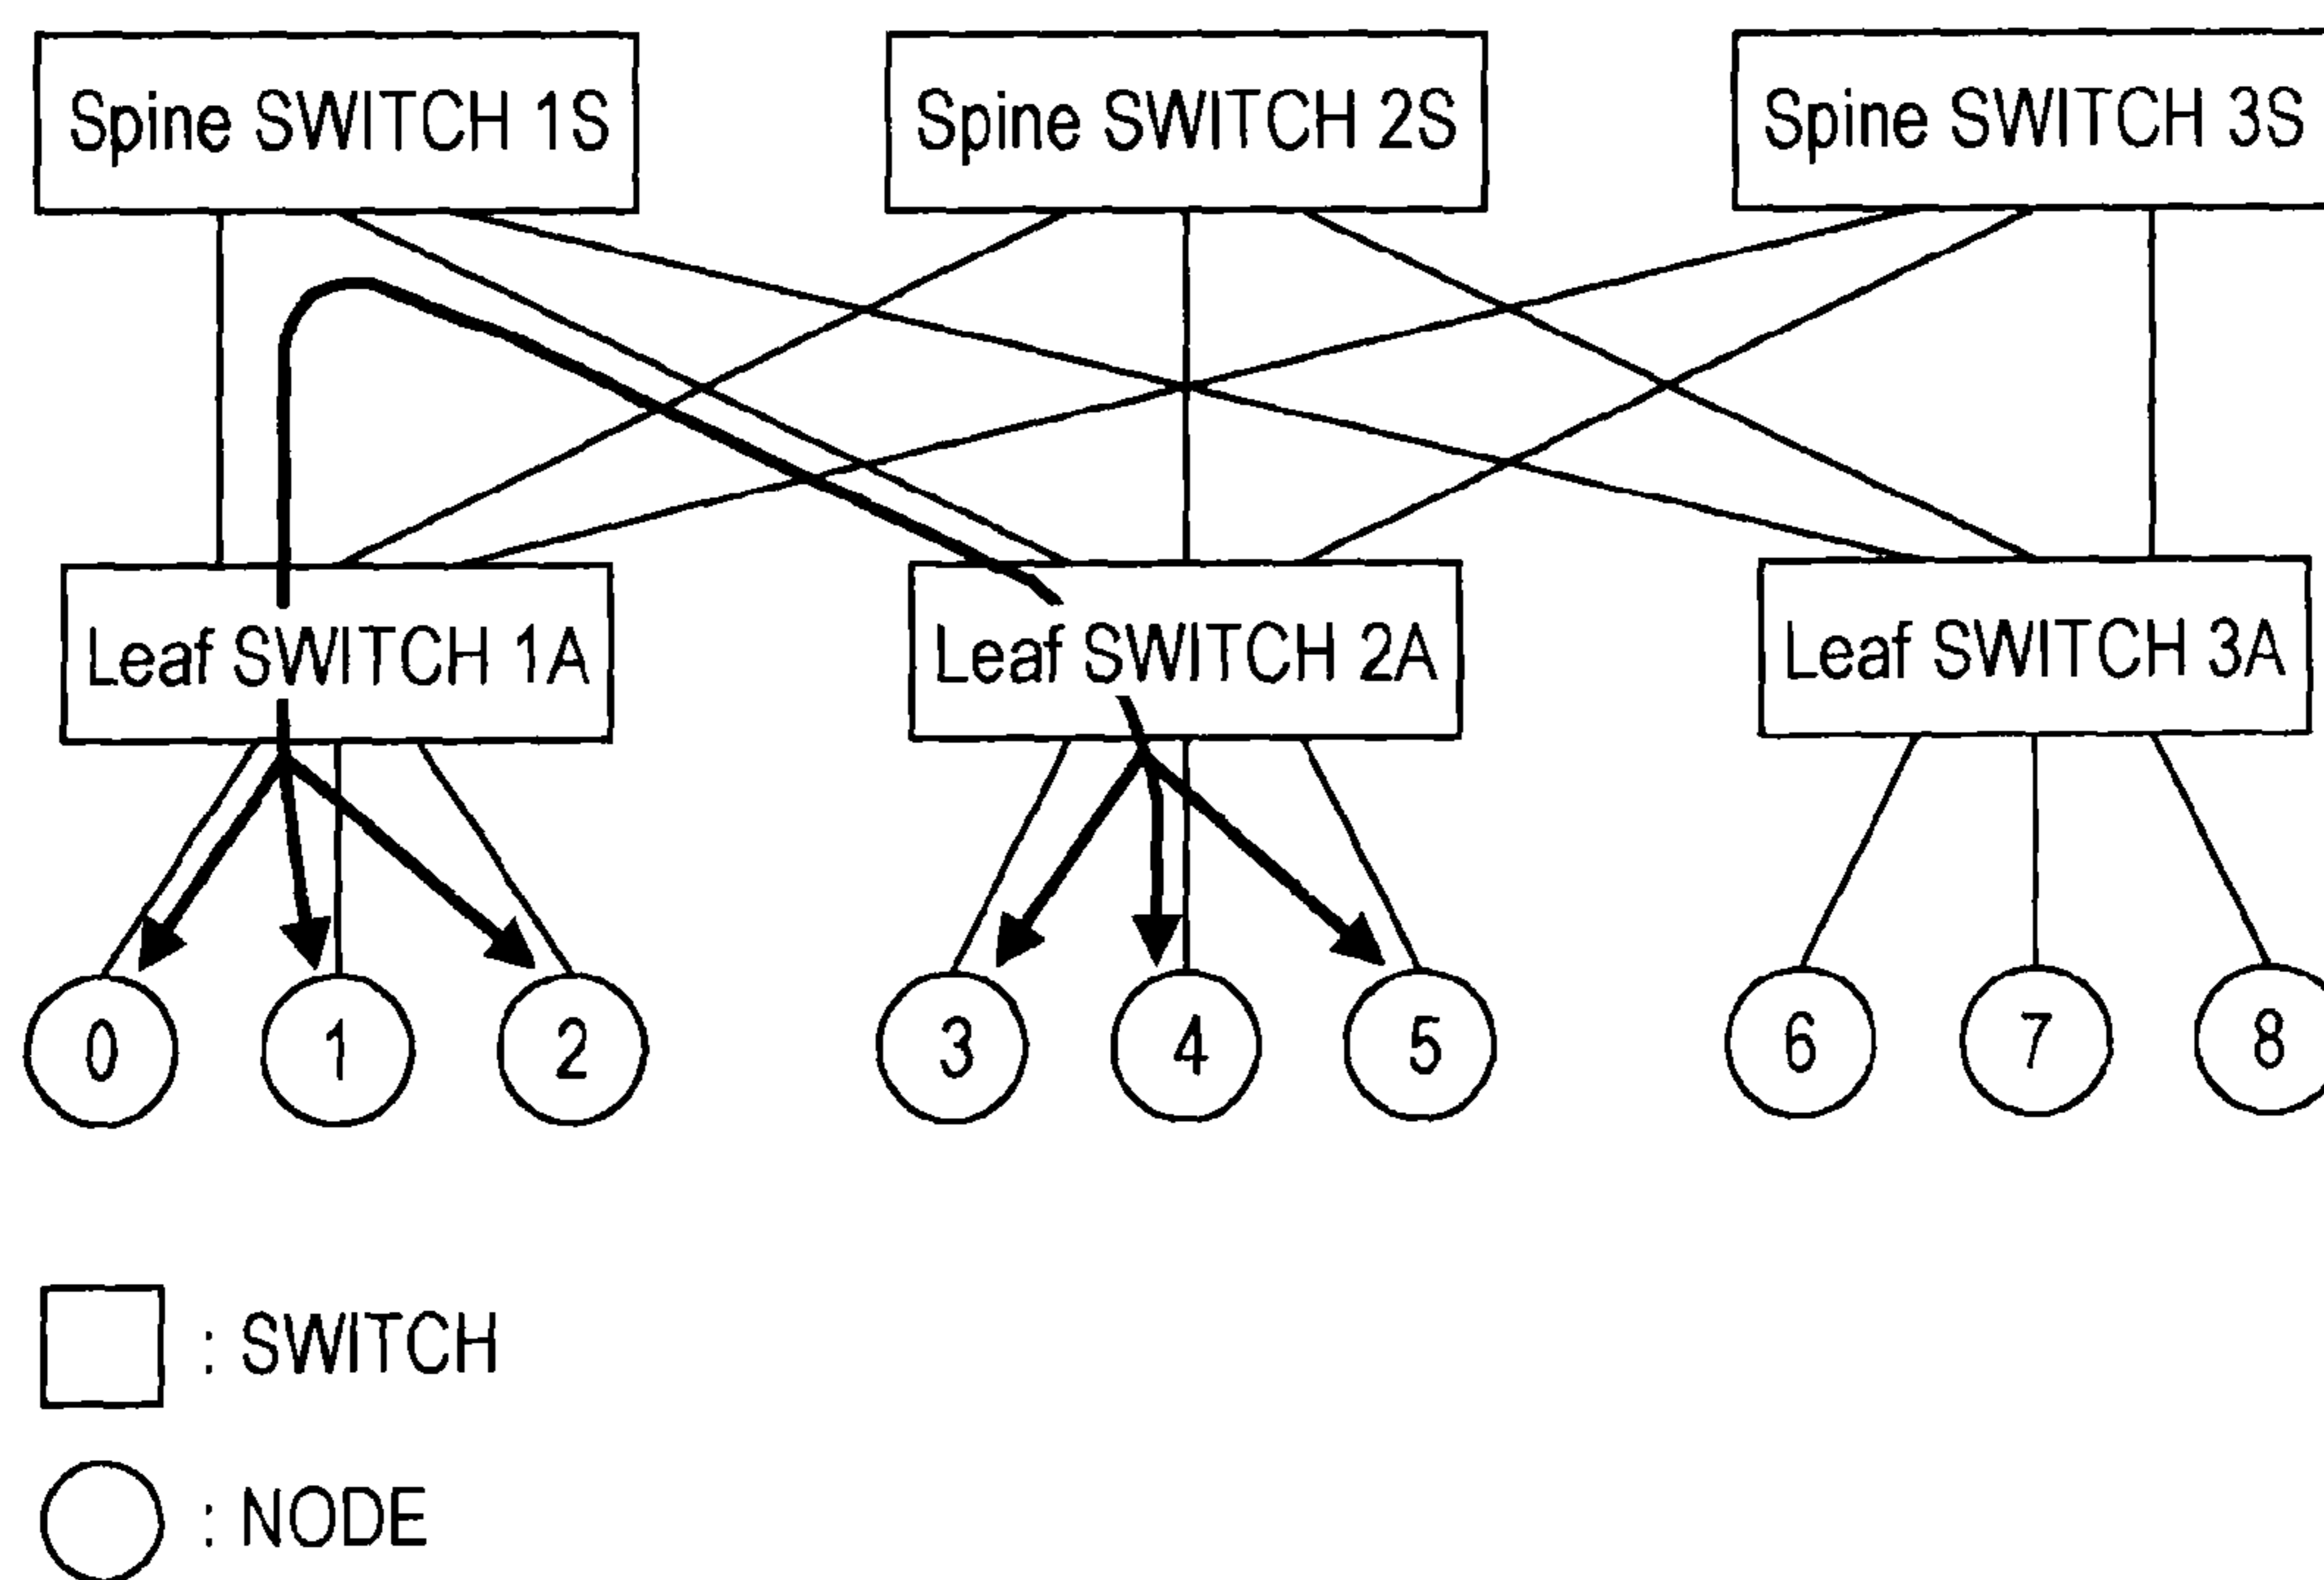 Spine SWITCH 1S
Spine SWITCH 2S
Spine SWITCH 3S
Leaf SWITCH 1A
Leaf SWITCH 2A
Leaf SWITCH 3A
0
1
2
3
4
5
6
7
8
: SWITCH
: NODE